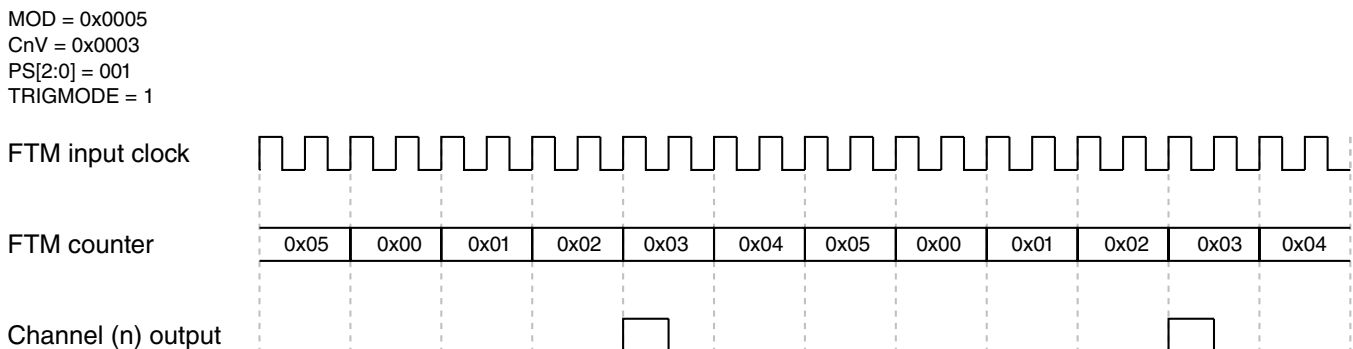 MOD = 0x0005
CnV = 0x0003
PS[2:0] = 001
TRIGMODE = 1
FTM input clock
FTM counter 0x05 0x00 0x01 0x02 0x03 0x04 0x05 0x00 0x01 0x02 0x03 0x04
Channel (n) output